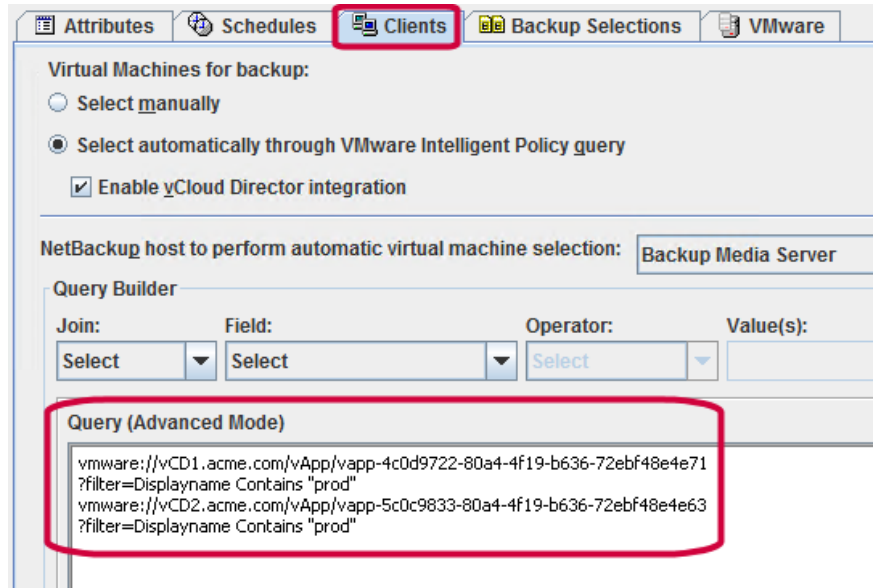 Attributes Schedules Clients Backup Selections VMware
Virtual Machines for backup:
Select manually
Select automatically through VMware Intelligent Policy query
Enable vCloud Director integration
NetBackup host to perform automatic virtual machine selection: Backup Media Server
Query Builder
Join: Field: Operator: Value(s):
Select Select Select
Query (Advanced Mode)
vmware://vCD1.acme.com/vApp/vapp-4c0d9722-80a4-4f19-b636-72ebf48e4e71
?filter=Displayname Contains "prod"
vmware://vCD2.acme.com/vApp/vapp-5c0c9833-80a4-4f19-b636-72ebf48e4e63
?filter=Displayname Contains "prod"